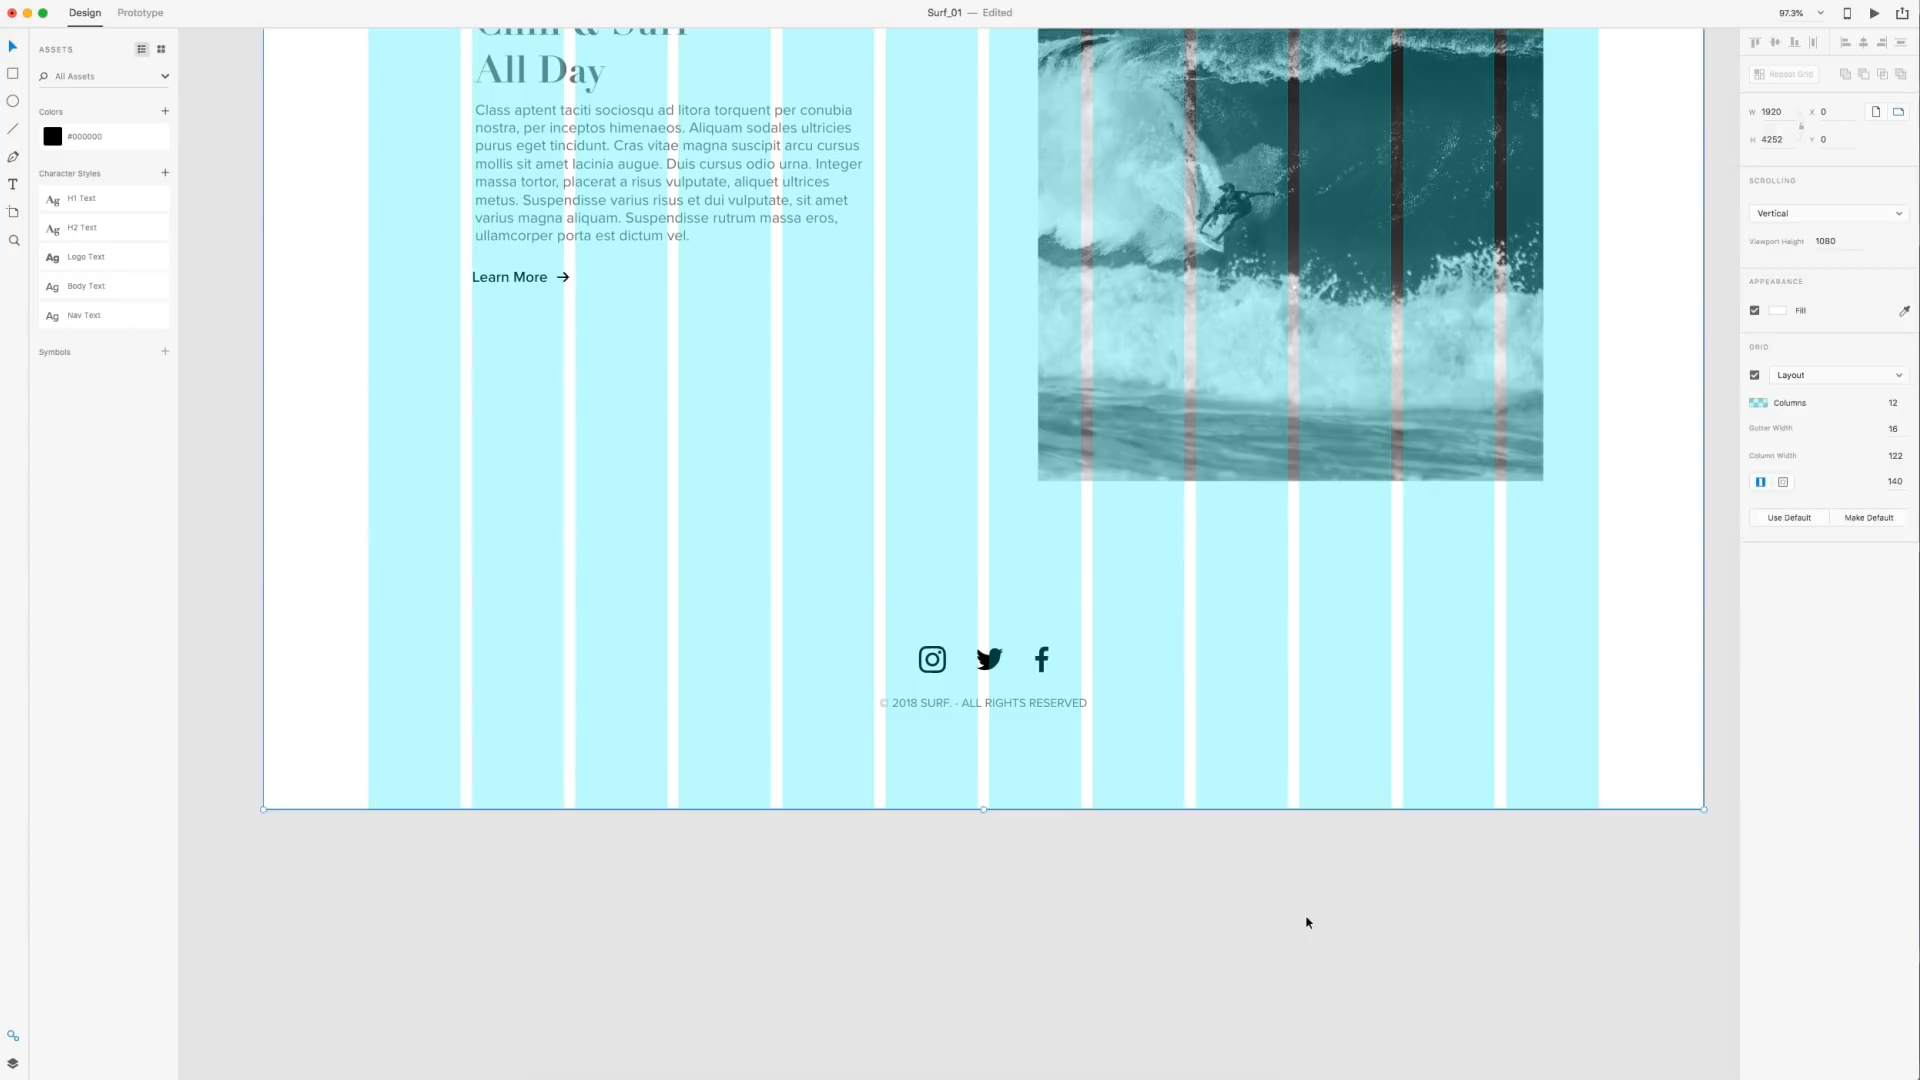 Design
Prototype
Surf_01 — Edited
97.3%
ASSETS
All Assets
Colors
#000000
Character Styles
Ag H1 Text
Ag H2 Text
Ag Logo Text
Ag Body Text
Ag Nav Text
Symbols
Chill & Surf
All Day
Class aptent taciti sociosqu ad litora torquent per conubia
nostra, per inceptos himenaeos. Aliquam sodales ultricies
purus eget tincidunt. Cras vitae magna suscipit arcu cursus
mollis sit amet lacinia augue. Duis cursus odio urna. Integer
massa tortor, placerat a risus vulputate, aliquet ultrices
metus. Suspendisse varius risus et dui vulputate, sit amet
varius magna aliquam. Suspendisse rutrum massa eros,
ullamcorper porta est dictum vel.
Learn More
© 2018 SURF. - ALL RIGHTS RESERVED
Repeat Grid
W 1920 X 0
H 4252 Y 0
SCROLLING
Vertical
Viewport Height 1080
APPEARANCE
Fill
GRID
Layout
Columns 12
Gutter Width 16
Column Width 122
140
Use Default
Make Default